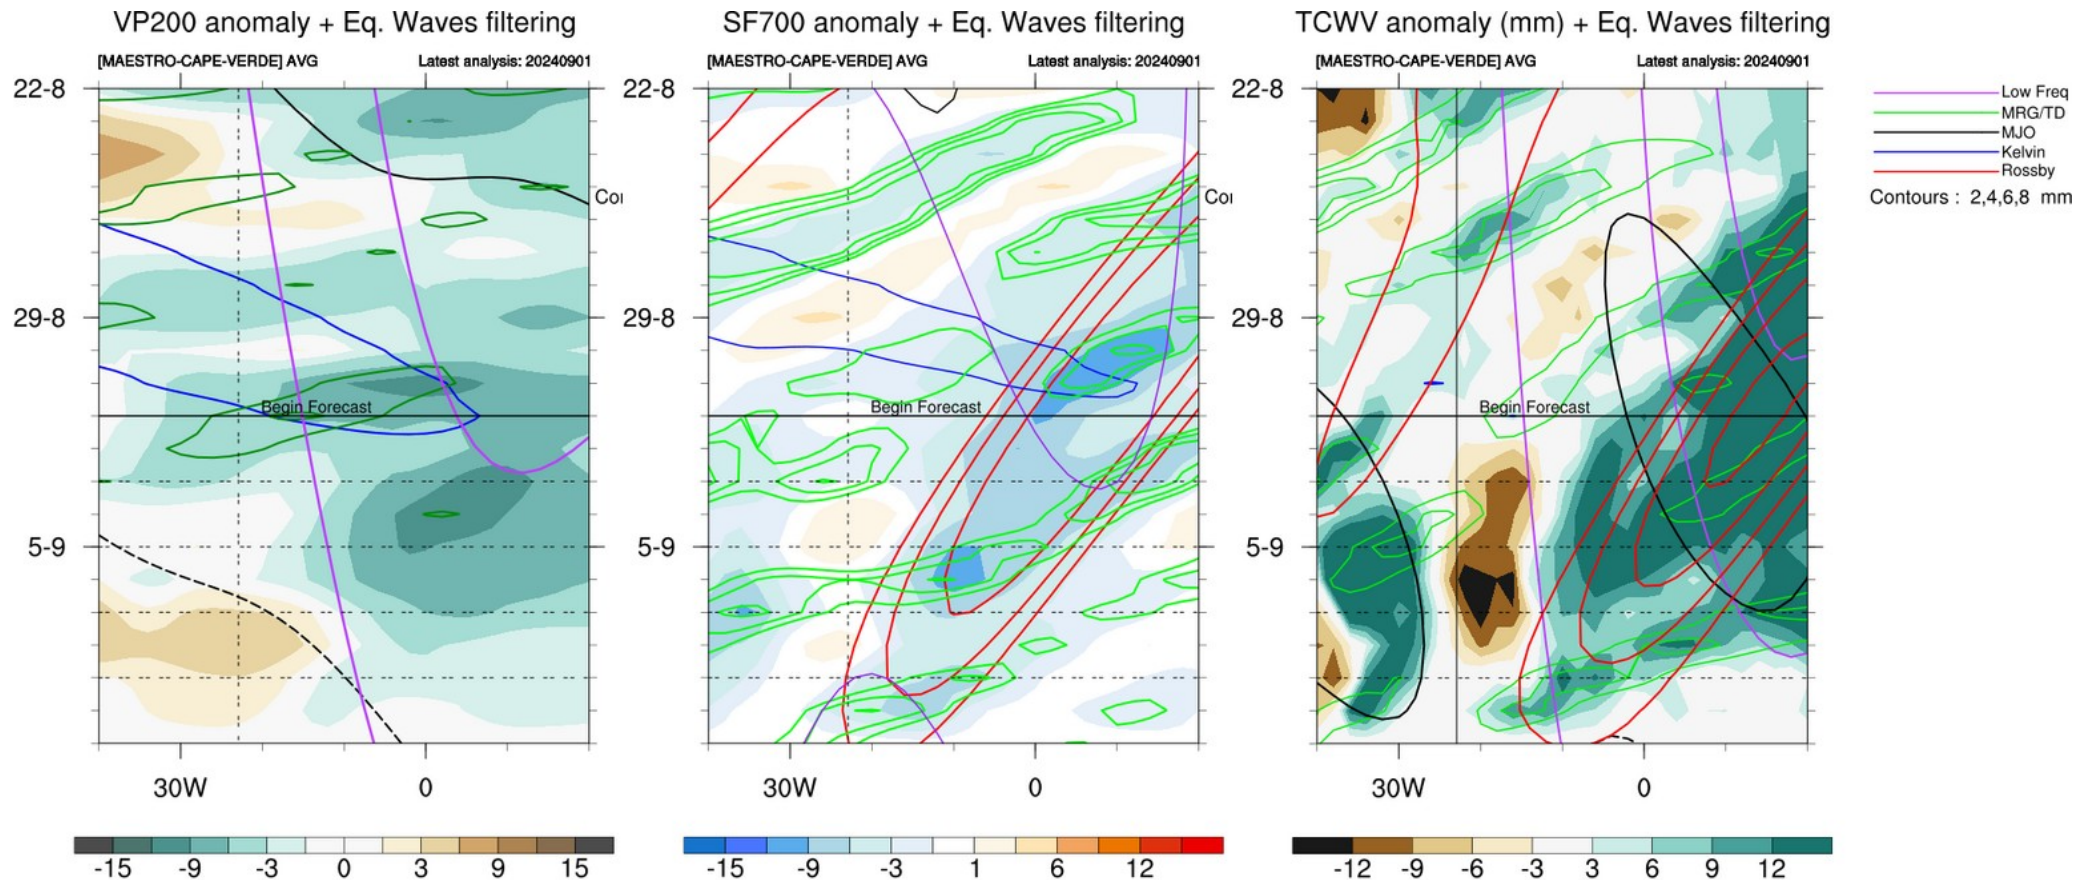 VP200 anomaly + Eq. Waves filtering
[MAESTRO-CAPE-VERDE] AVG Latest analysis: 20240901
22-8
29-8
5-9
Begin Forecast
Coı
30W 0
-15 -9 -3 0 3 9 15
SF700 anomaly + Eq. Waves filtering
[MAESTRO-CAPE-VERDE] AVG Latest analysis: 20240901
22-8
29-8
5-9
Begin Forecast
Coı
30W 0
-15 -9 -3 1 6 12
TCWV anomaly (mm) + Eq. Waves filtering
[MAESTRO-CAPE-VERDE] AVG Latest analysis: 20240901
22-8
29-8
5-9
Begin Forecast
30W 0
-12 -9 -6 -3 3 6 9 12
Low Freq
MRG/TD
MJO
Kelvin
Rossby
Contours : 2,4,6,8 mm